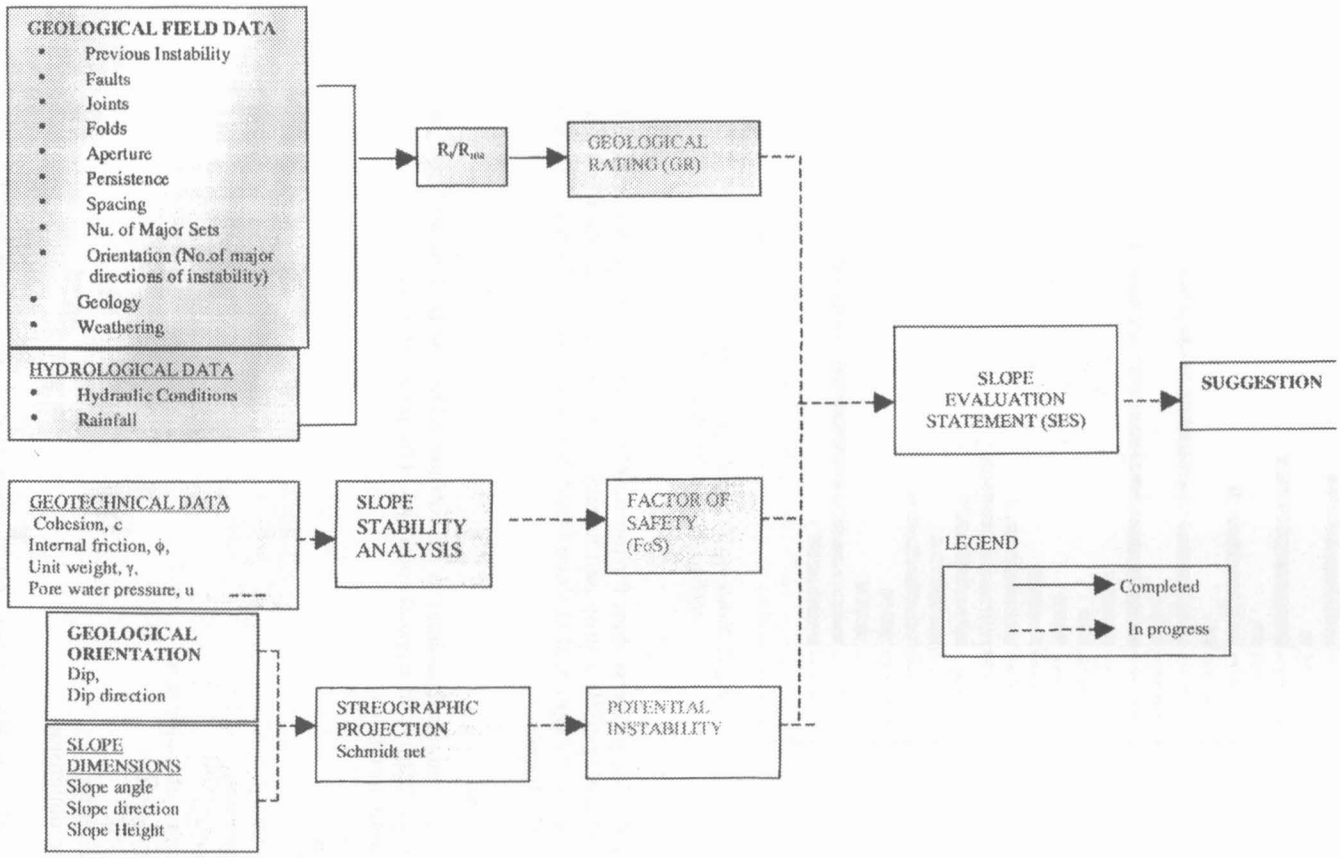 GEOLOGICAL FIELD DATA
• Previous Instability
• Faults
• Joints
• Folds
• Aperture
• Persistence
• Spacing
• Nu. of Major Sets
• Orientation (No.of major
directions of instability)
• Geology
• Weathering
HYDROLOGICAL DATA
• Hydraulic Conditions
• Rainfall
GEOTECHNICAL DATA
Cohesion, c
Internal friction, ϕ,
Unit weight, γ,
Pore water pressure, u
GEOLOGICAL
ORIENTATION
Dip,
Dip direction
SLOPE
DIMENSIONS
Slope angle
Slope direction
Slope Height
GEOLOGICAL
RATING (GR)
SLOPE
STABILITY
ANALYSIS
FACTOR OF
SAFETY
(FoS)
STREOGRAPHIC
PROJECTION
Schmidt net
POTENTIAL
INSTABILITY
SLOPE
EVALUATION
STATEMENT (SES)
SUGGESTION
LEGEND
Completed
In progress